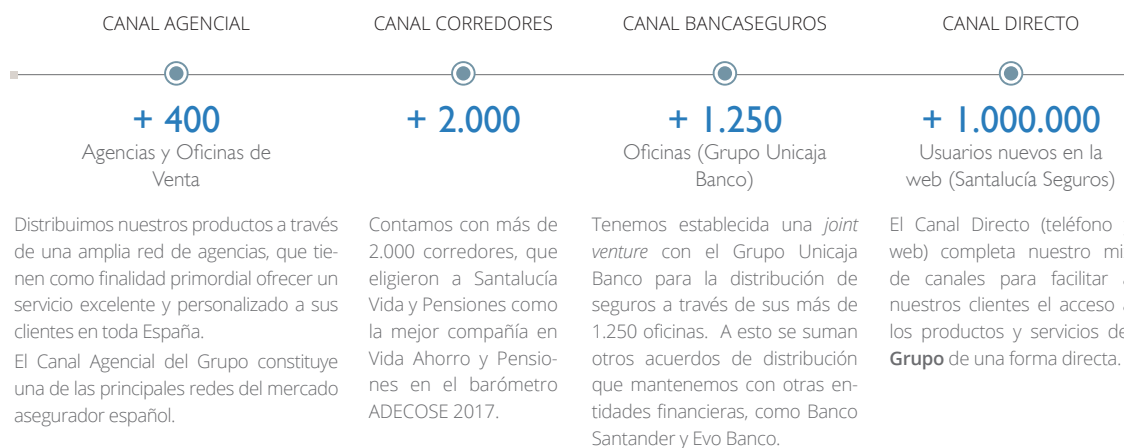 CANAL AGENCIAL
+ 400
Agencias y Oficinas de
Venta
Distribuimos nuestros productos a través
de una amplia red de agencias, que tie-
nen como finalidad primordial ofrecer un
servicio excelente y personalizado a sus
clientes en toda España.
El Canal Agencial del Grupo constituye
una de las principales redes del mercado
asegurador español.
CANAL CORREDORES
+ 2.000
Contamos con más de
2.000 corredores, que
eligieron a Santalucía
Vida y Pensiones como
la mejor compañía en
Vida Ahorro y Pensio-
nes en el barómetro
ADECOSE 2017.
CANAL BANCASEGUROS
+ 1.250
Oficinas (Grupo Unicaja
Banco)
Tenemos establecida una joint
venture con el Grupo Unicaja
Banco para la distribución de
seguros a través de sus más de
1.250 oficinas. A esto se suman
otros acuerdos de distribución
que mantenemos con otras en-
tidades financieras, como Banco
Santander y Evo Banco.
CANAL DIRECTO
+ 1.000.000
Usuarios nuevos en la
web (Santalucía Seguros)
El Canal Directo (teléfono
web) completa nuestro
de canales para facilitar
nuestros clientes el acceso
los productos y servicios
Grupo de una forma directa.